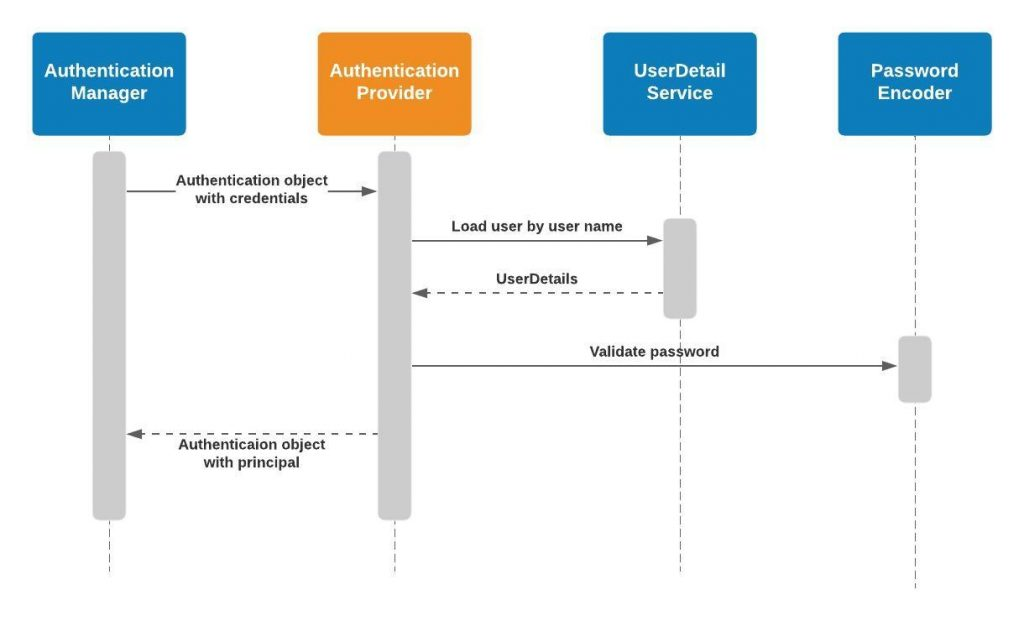 Authentication
Manager
Authentication
Provider
UserDetail
Service
Password
Encoder
Authentication object
with credentials
Load user by user name
UserDetails
Validate password
Authenticaion object
with principal